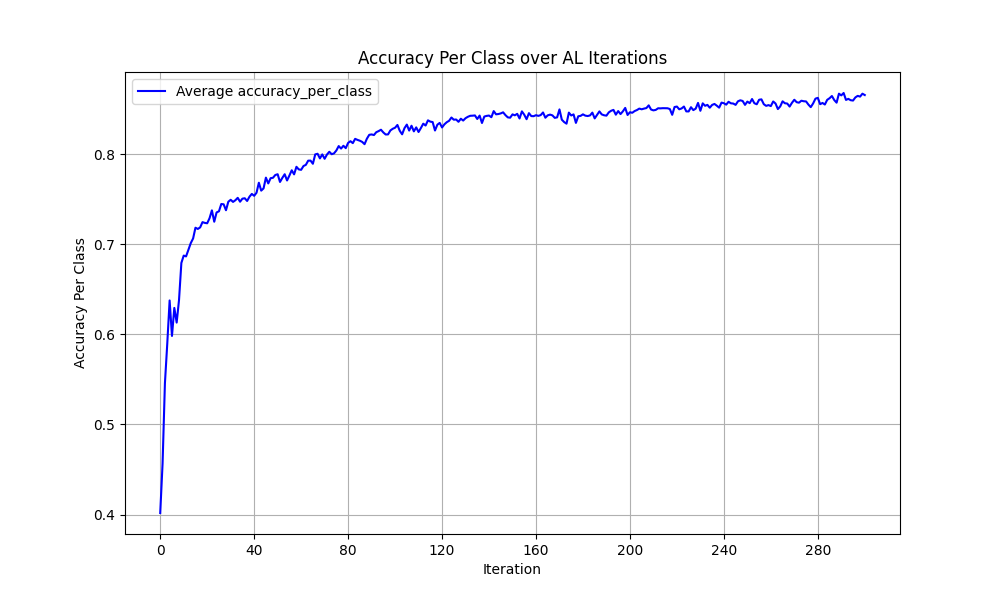 Accuracy Per Class over AL Iterations
Average accuracy_per_class
Accuracy Per Class
0.8
0.7
0.6
0.5
0.4
0 40 80 120 160 200 240 280
Iteration